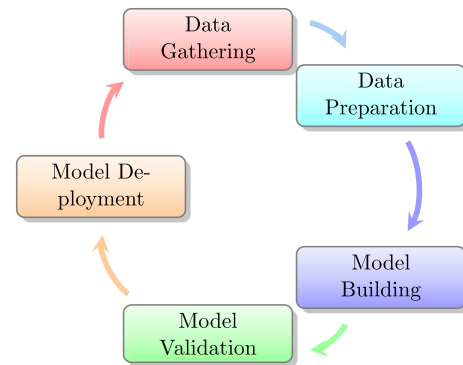 Data
Gathering
Data
Preparation
Model
Building
Model
Validation
Model De-
ployment